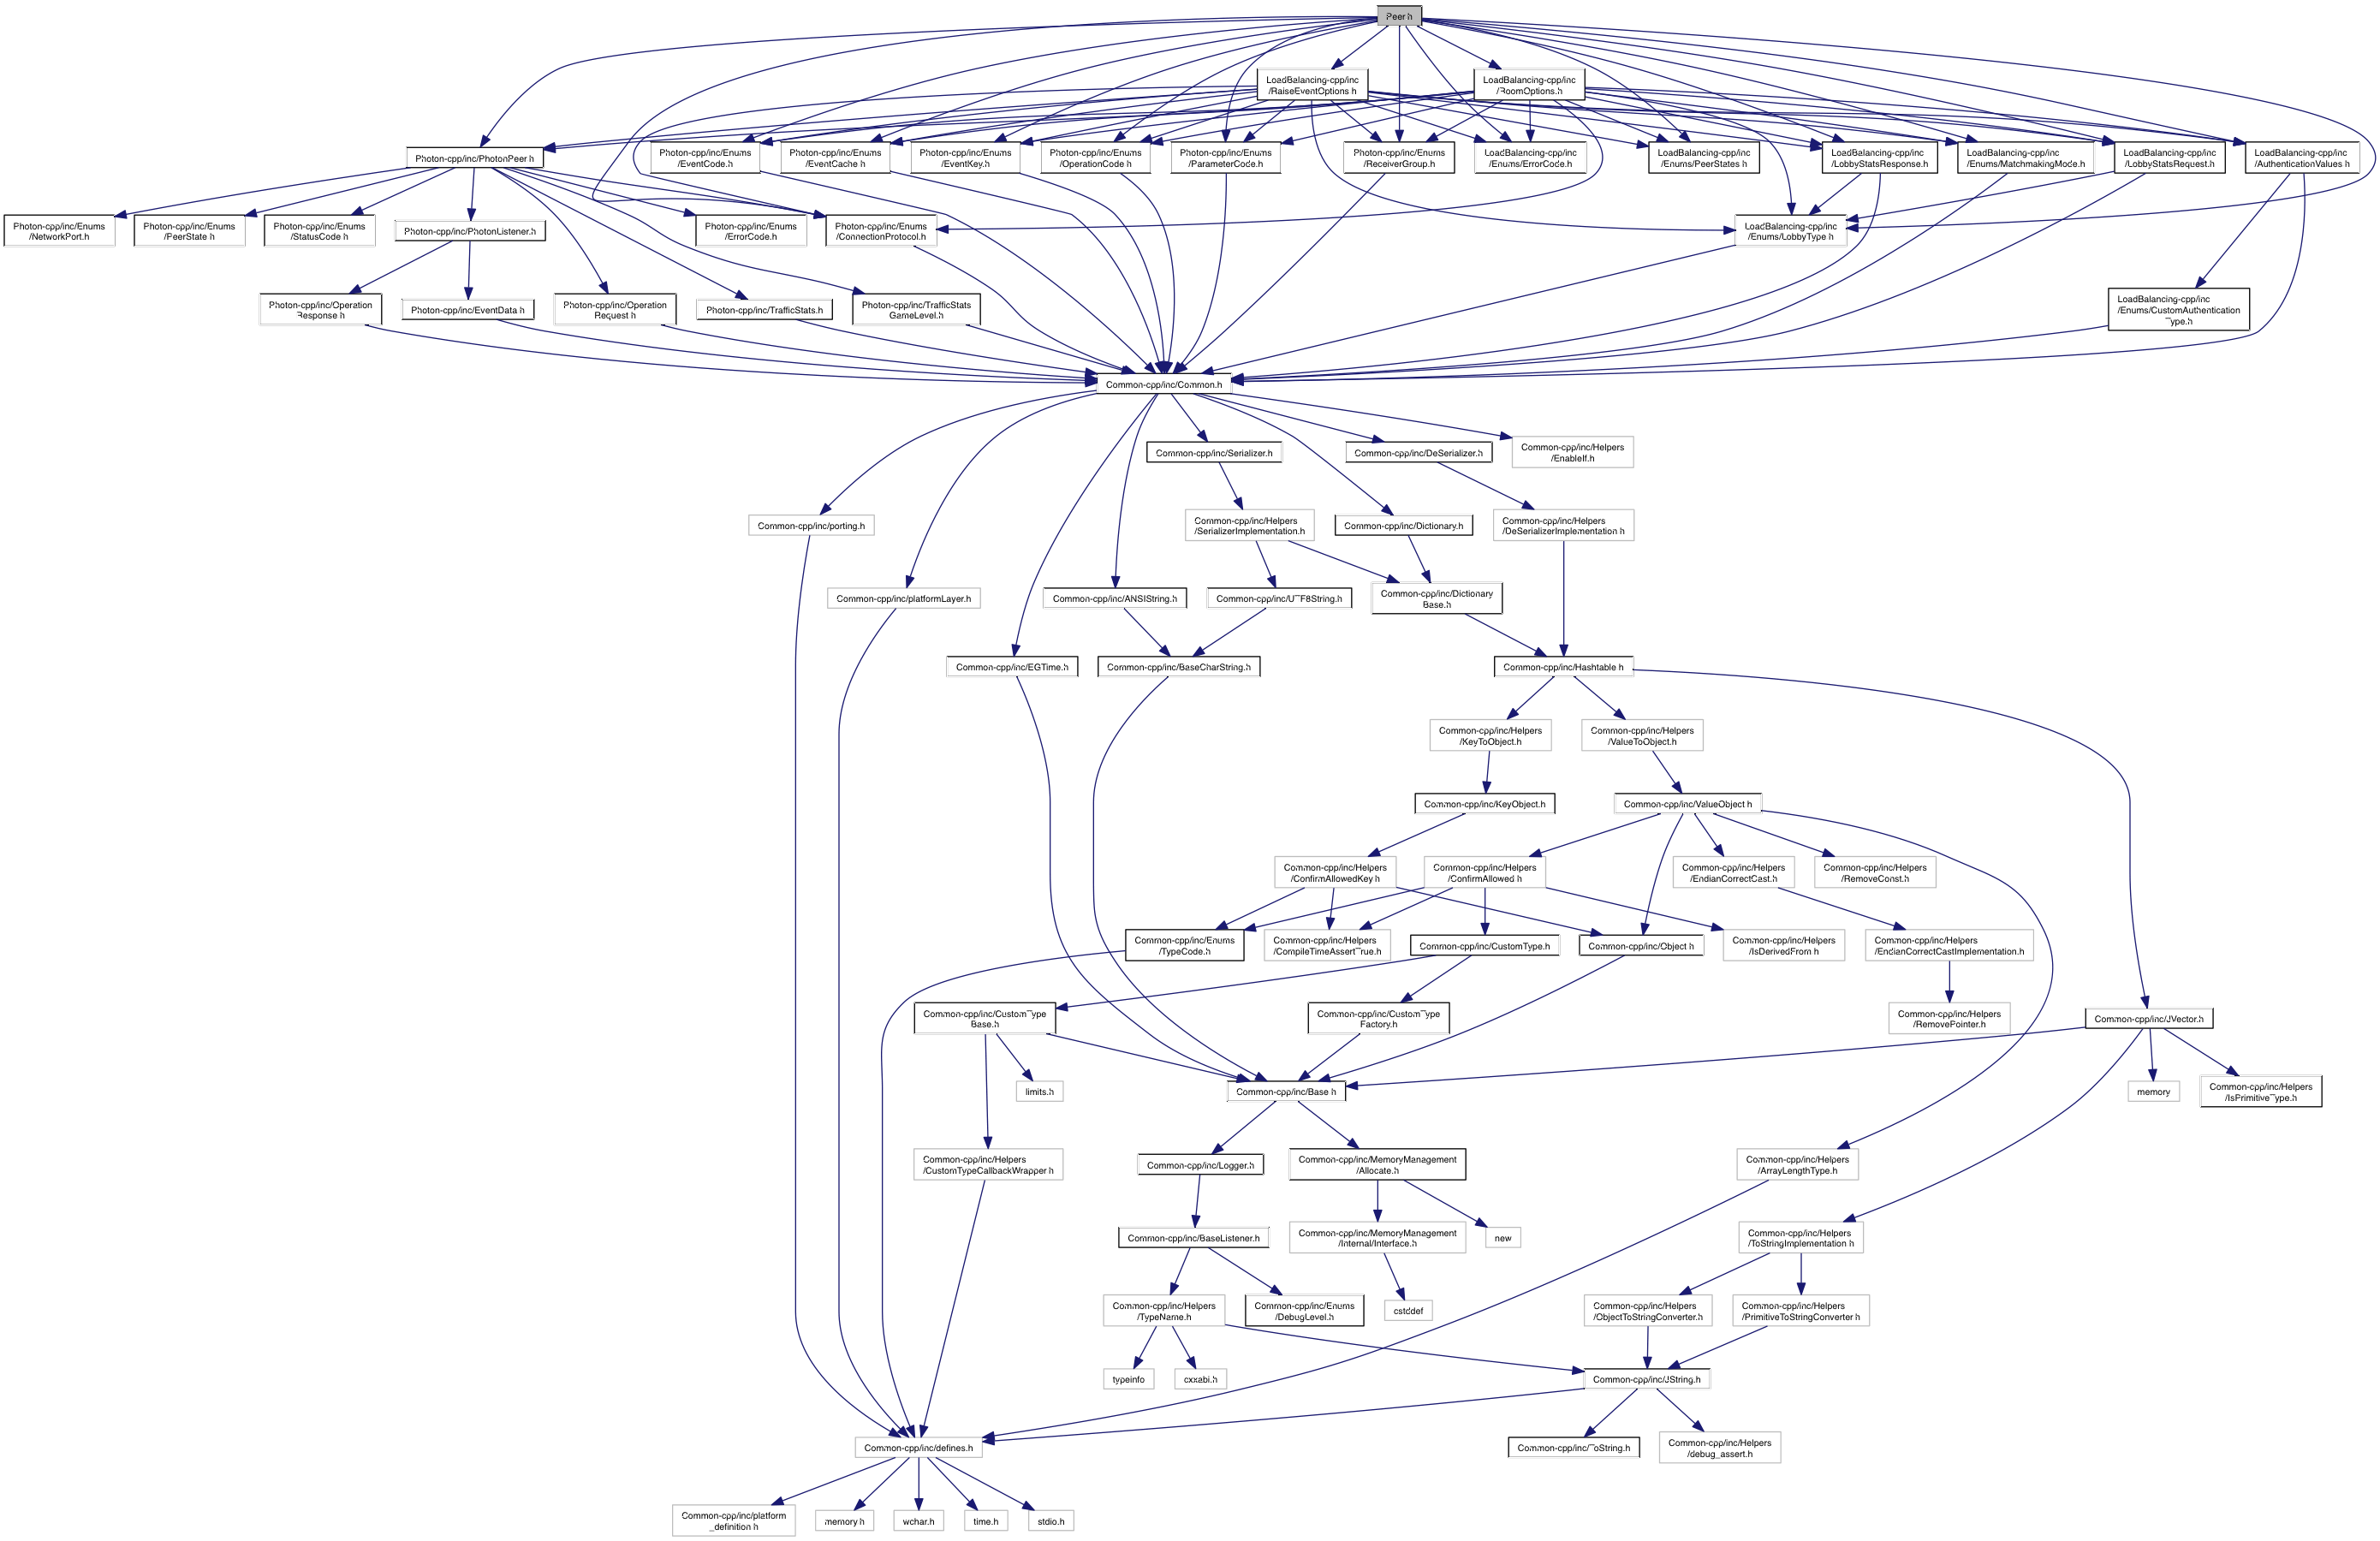 Peer.h
LoadBalancing-cpp/inc
/RaiseEventOptions.h
LoadBalancing-cpp/inc
/RoomOptions.h
Photon-cpp/inc/PhotonPeer.h
Photon-cpp/inc/Enums
/EventCode.h
Photon-cpp/inc/Enums
/EventCache.h
Photon-cpp/inc/Enums
/EventKey.h
Photon-cpp/inc/Enums
/OperationCode.h
Photon-cpp/inc/Enums
/ParameterCode.h
Photon-cpp/inc/Enums
/ReceiverGroup.h
LoadBalancing-cpp/inc
/Enums/ErrorCode.h
LoadBalancing-cpp/inc
/Enums/PeerStates.h
LoadBalancing-cpp/inc
/LobbyStatsResponse.h
LoadBalancing-cpp/inc
/Enums/MatchmakingMode.h
LoadBalancing-cpp/inc
/LobbyStatsRequest.h
LoadBalancing-cpp/inc
/AuthenticationValues.h
Photon-cpp/inc/Enums
/NetworkPort.h
Photon-cpp/inc/Enums
/PeerState.h
Photon-cpp/inc/Enums
/StatusCode.h
Photon-cpp/inc/PhotonListener.h
Photon-cpp/inc/Enums
/ErrorCode.h
Photon-cpp/inc/Enums
/ConnectionProtocol.h
LoadBalancing-cpp/inc
/Enums/LobbyType.h
Photon-cpp/inc/Operation
Response.h
Photon-cpp/inc/EventData.h
Photon-cpp/inc/Operation
Request.h
Photon-cpp/inc/TrafficStats.h
Photon-cpp/inc/TrafficStats
GameLevel.h
LoadBalancing-cpp/inc
/Enums/CustomAuthentication
Type.h
Common-cpp/inc/Common.h
Common-cpp/inc/Serializer.h
Common-cpp/inc/DeSerializer.h
Common-cpp/inc/Helpers
/EnableIf.h
Common-cpp/inc/porting.h
Common-cpp/inc/Helpers
/SerializerImplementation.h
Common-cpp/inc/Dictionary.h
Common-cpp/inc/Helpers
/DeSerializerImplementation.h
Common-cpp/inc/platformLayer.h
Common-cpp/inc/ANSIString.h
Common-cpp/inc/UTF8String.h
Common-cpp/inc/Dictionary
Base.h
Common-cpp/inc/EGTime.h
Common-cpp/inc/BaseCharString.h
Common-cpp/inc/Hashtable.h
Common-cpp/inc/Helpers
/KeyToObject.h
Common-cpp/inc/Helpers
/ValueToObject.h
Common-cpp/inc/KeyObject.h
Common-cpp/inc/ValueObject.h
Common-cpp/inc/Helpers
/ConfirmAllowedKey.h
Common-cpp/inc/Helpers
/ConfirmAllowed.h
Common-cpp/inc/Helpers
/EndianCorrectCast.h
Common-cpp/inc/Helpers
/RemoveConst.h
Common-cpp/inc/Enums
/TypeCode.h
Common-cpp/inc/Helpers
/CompileTimeAssertTrue.h
Common-cpp/inc/CustomType.h
Common-cpp/inc/Object.h
Common-cpp/inc/Helpers
/IsDerivedFrom.h
Common-cpp/inc/Helpers
/EndianCorrectCastImplementation.h
Common-cpp/inc/CustomType
Base.h
Common-cpp/inc/CustomType
Factory.h
Common-cpp/inc/Helpers
/RemovePointer.h
Common-cpp/inc/JVector.h
limits.h
Common-cpp/inc/Base.h
memory
Common-cpp/inc/Helpers
/IsPrimitiveType.h
Common-cpp/inc/Helpers
/CustomTypeCallbackWrapper.h
Common-cpp/inc/Logger.h
Common-cpp/inc/MemoryManagement
/Allocate.h
Common-cpp/inc/Helpers
/ArrayLengthType.h
Common-cpp/inc/BaseListener.h
Common-cpp/inc/MemoryManagement
/Internal/Interface.h
new
Common-cpp/inc/Helpers
/ToStringImplementation.h
Common-cpp/inc/Helpers
/TypeName.h
Common-cpp/inc/Enums
/DebugLevel.h
cstddef
Common-cpp/inc/Helpers
/ObjectToStringConverter.h
Common-cpp/inc/Helpers
/PrimitiveToStringConverter.h
typeinfo
cxxabi.h
Common-cpp/inc/JString.h
Common-cpp/inc/defines.h
Common-cpp/inc/ToString.h
Common-cpp/inc/Helpers
/debug_assert.h
Common-cpp/inc/platform
_definition.h
memory.h
wchar.h
time.h
stdio.h